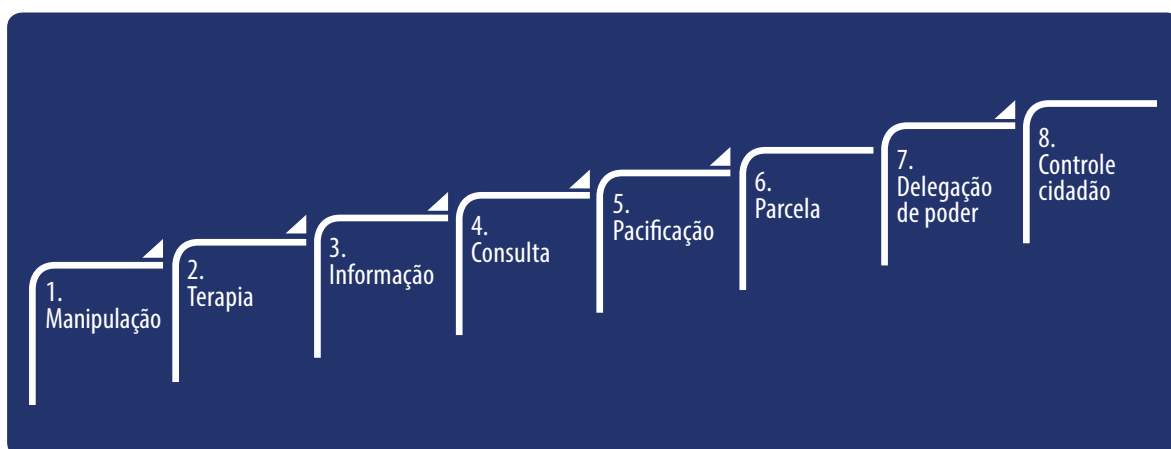 1.
Manipulação
2.
Terapia
3.
Informação
4.
Consulta
5.
Pacificação
6.
Parcela
7.
Delegação
de poder
8.
Controle
cidadão